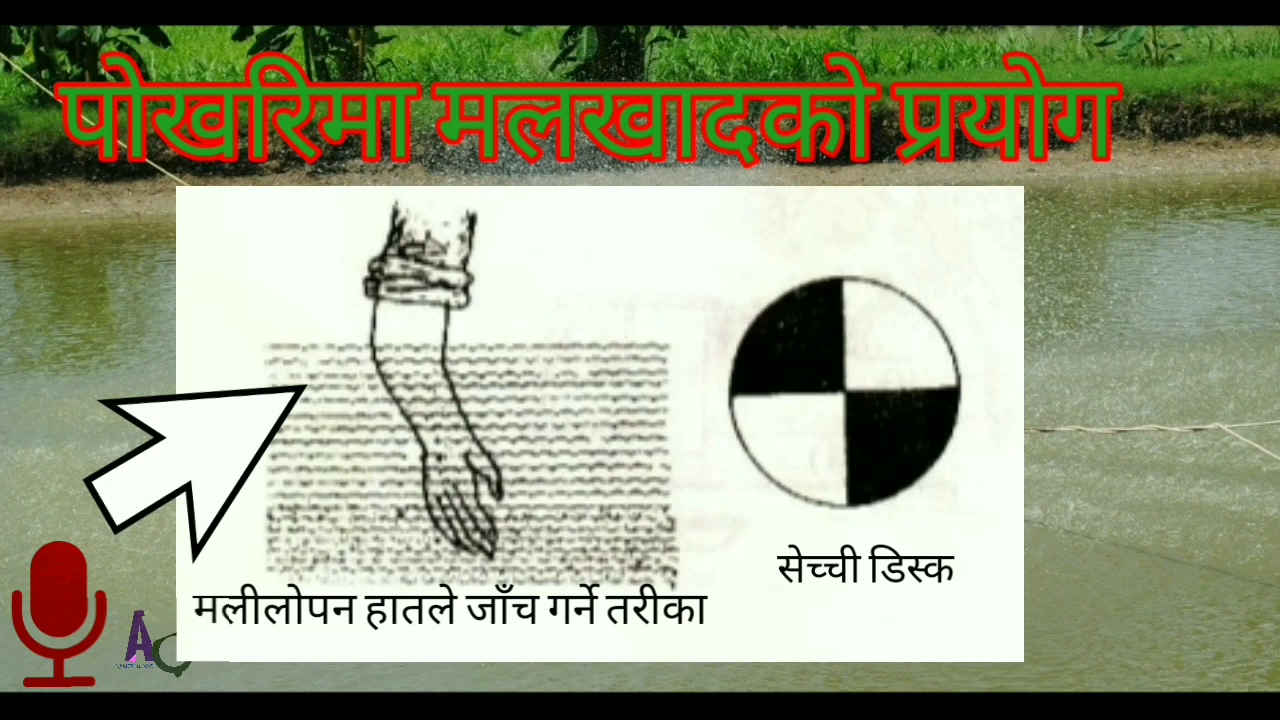 पोखरिमा मलखादको प्रयोग
सेच्ची डिस्क
मलीलोपन हातले जाँच गर्ने तरीका